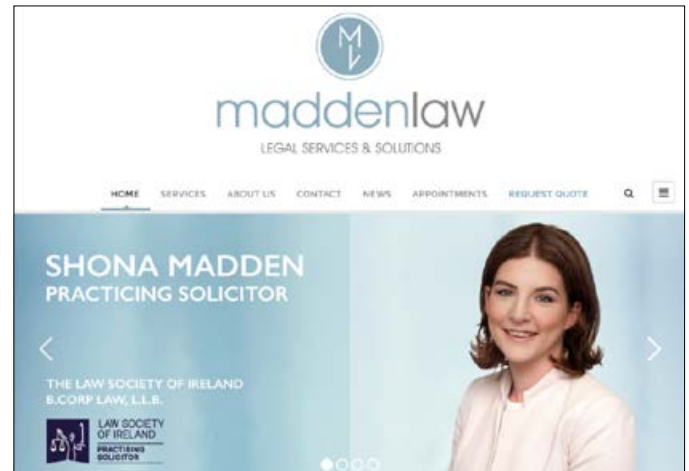 ML
maddenlaw
LEGAL SERVICES & SOLUTIONS
HOME SERVICES ABOUT US CONTACT NEWS APPOINTMENTS REQUEST QUOTE
SHONA MADDEN
PRACTICING SOLICITOR
THE LAW SOCIETY OF IRELAND
B.CORP LAW, L.L.B.
LAW SOCIETY
OF IRELAND
PRACTISING
SOLICITOR